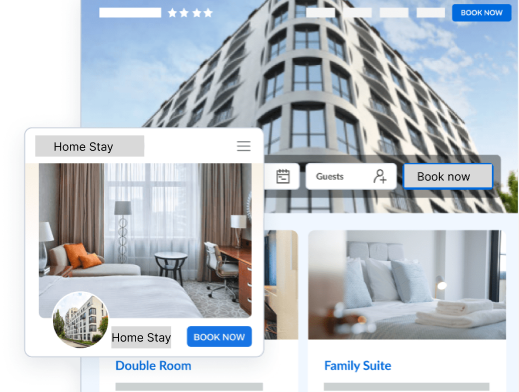 BOOK NOW
Home Stay
Guests
Book now
Home Stay
BOOK NOW
Double Room
Family Suite